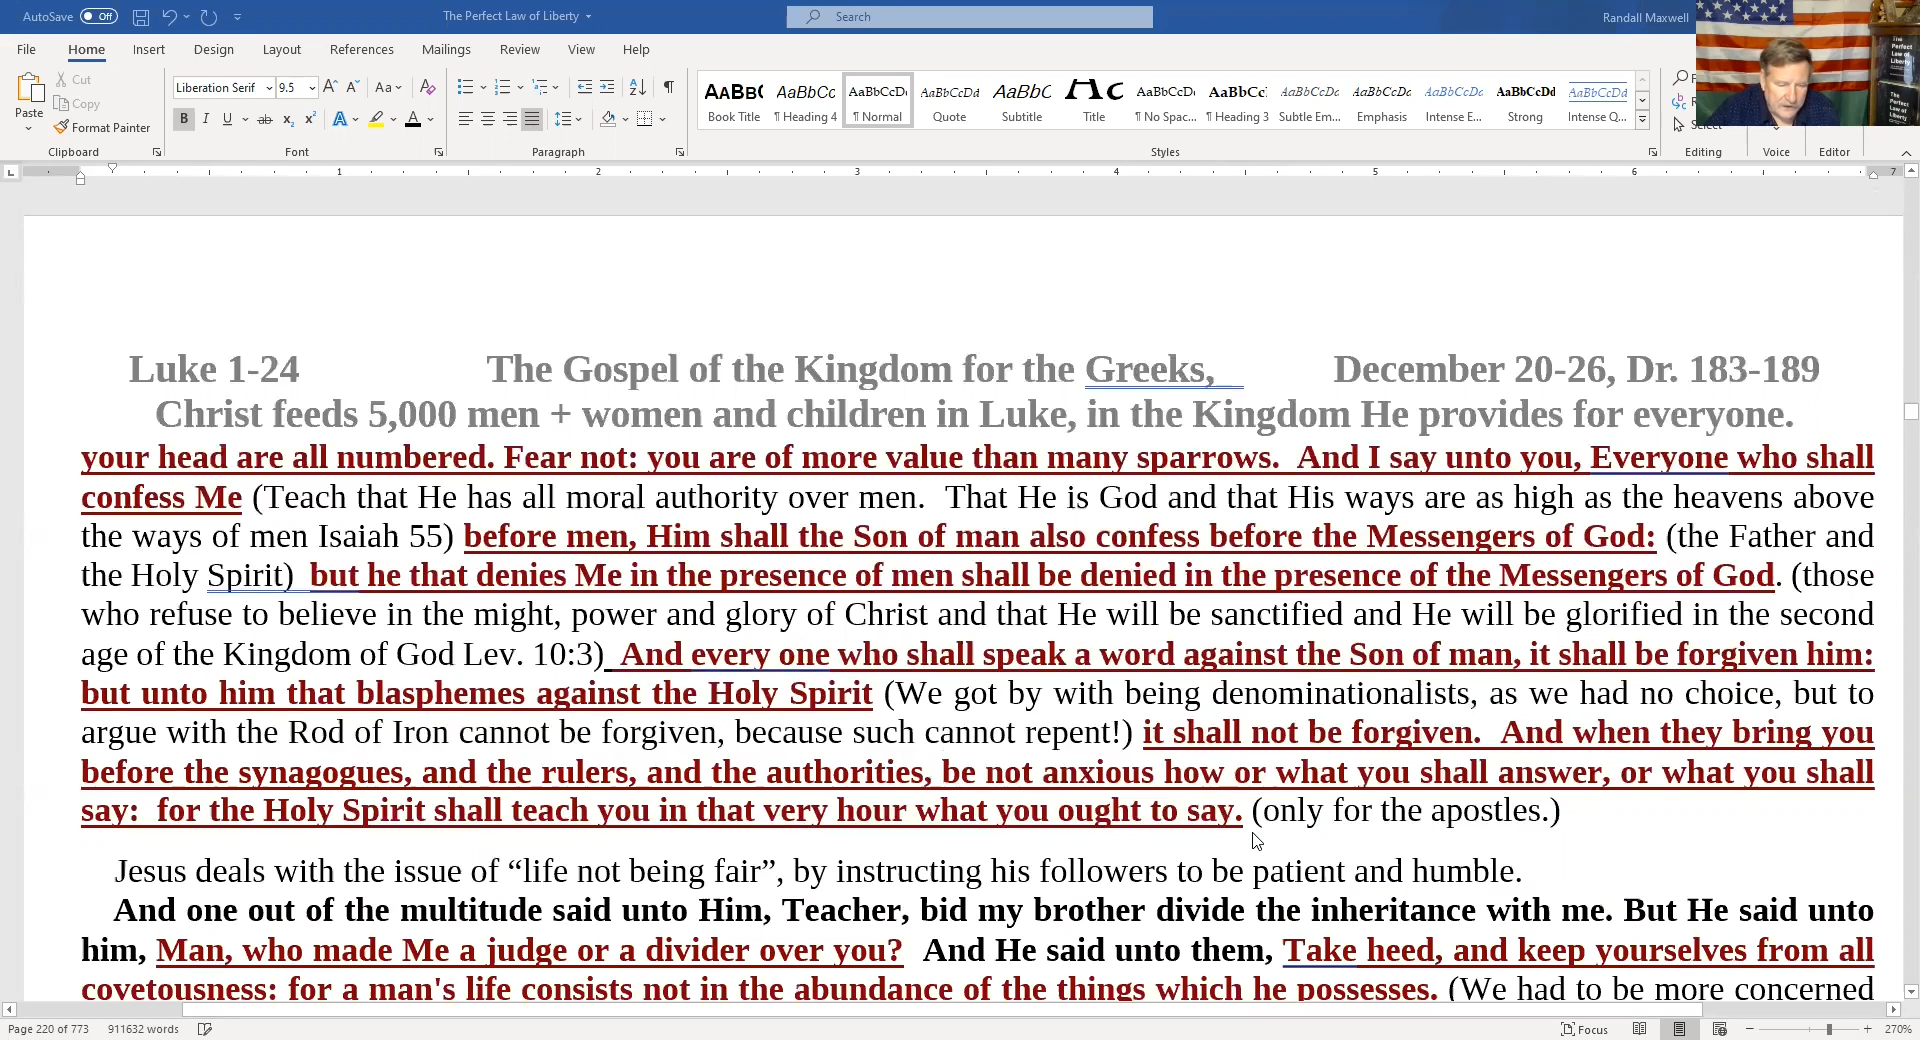 AutoSave Off
The Perfect Law of Liberty
Search
Randall Maxwell
File Home Insert Design Layout References Mailings Review View Help
Paste
Cut
Copy
Format Painter
Clipboard
Liberation Serif 9.5
Font
Paragraph
AaBbC AaBbCc AaBbCcDc AaBbCcDd AaBbC Ac AaBbCcDc AaBbCc AaBbCcDc AaBbCcDc AaBbCcDc AaBbCcDd AaBbCcDd
Book Title ¶ Heading 4 ¶ Normal Quote Subtitle Title ¶ No Spac... ¶ Heading 3 Subtle Em... Emphasis Intense E... Strong Intense Q...
Styles
Select
Editing
Voice
Editor
The Perfect Law of Liberty
The Perfect Law of
1 2 3 4 5 6 7
Luke 1-24 The Gospel of the Kingdom for the Greeks, December 20-26, Dr. 183-189
Christ feeds 5,000 men + women and children in Luke, in the Kingdom He provides for everyone.
your head are all numbered. Fear not: you are of more value than many sparrows. And I say unto you, Everyone who shall
confess Me (Teach that He has all moral authority over men. That He is God and that His ways are as high as the heavens above
the ways of men Isaiah 55) before men, Him shall the Son of man also confess before the Messengers of God: (the Father and
the Holy Spirit) but he that denies Me in the presence of men shall be denied in the presence of the Messengers of God. (those
who refuse to believe in the might, power and glory of Christ and that He will be sanctified and He will be glorified in the second
age of the Kingdom of God Lev. 10:3) And every one who shall speak a word against the Son of man, it shall be forgiven him:
but unto him that blasphemes against the Holy Spirit (We got by with being denominationalists, as we had no choice, but to
argue with the Rod of Iron cannot be forgiven, because such cannot repent!) it shall not be forgiven. And when they bring you
before the synagogues, and the rulers, and the authorities, be not anxious how or what you shall answer, or what you shall
say: for the Holy Spirit shall teach you in that very hour what you ought to say. (only for the apostles.)
Jesus deals with the issue of “life not being fair”, by instructing his followers to be patient and humble.
And one out of the multitude said unto Him, Teacher, bid my brother divide the inheritance with me. But He said unto
him, Man, who made Me a judge or a divider over you? And He said unto them, Take heed, and keep yourselves from all
covetousness: for a man's life consists not in the abundance of the things which he possesses. (We had to be more concerned
Page 220 of 773 911632 words
Focus
270%